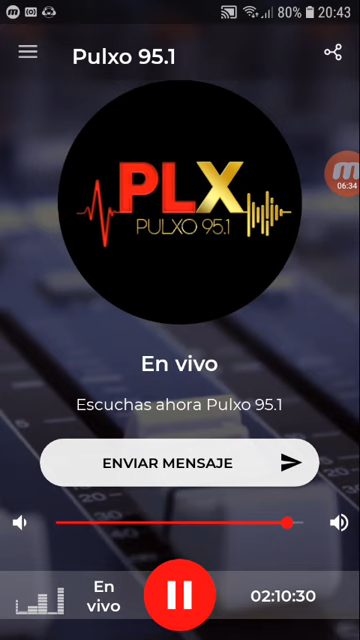 80% 20:43
Pulxo 95.1
06:34
PLX
PULXO 95.1
En vivo
Escuchas ahora Pulxo 95.1
ENVIAR MENSAJE
En
vivo
02:10:30